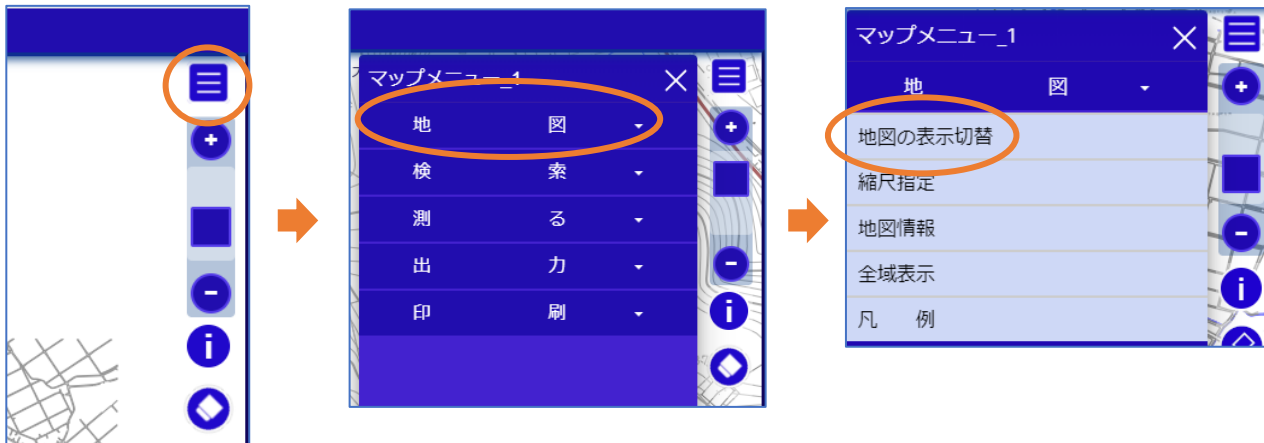 マップメニュー_1
地 図
検 索
測 る
出 力
印 刷
マップメニュー_1
地 図
地図の表示切替
縮尺指定
地図情報
全域表示
凡 例